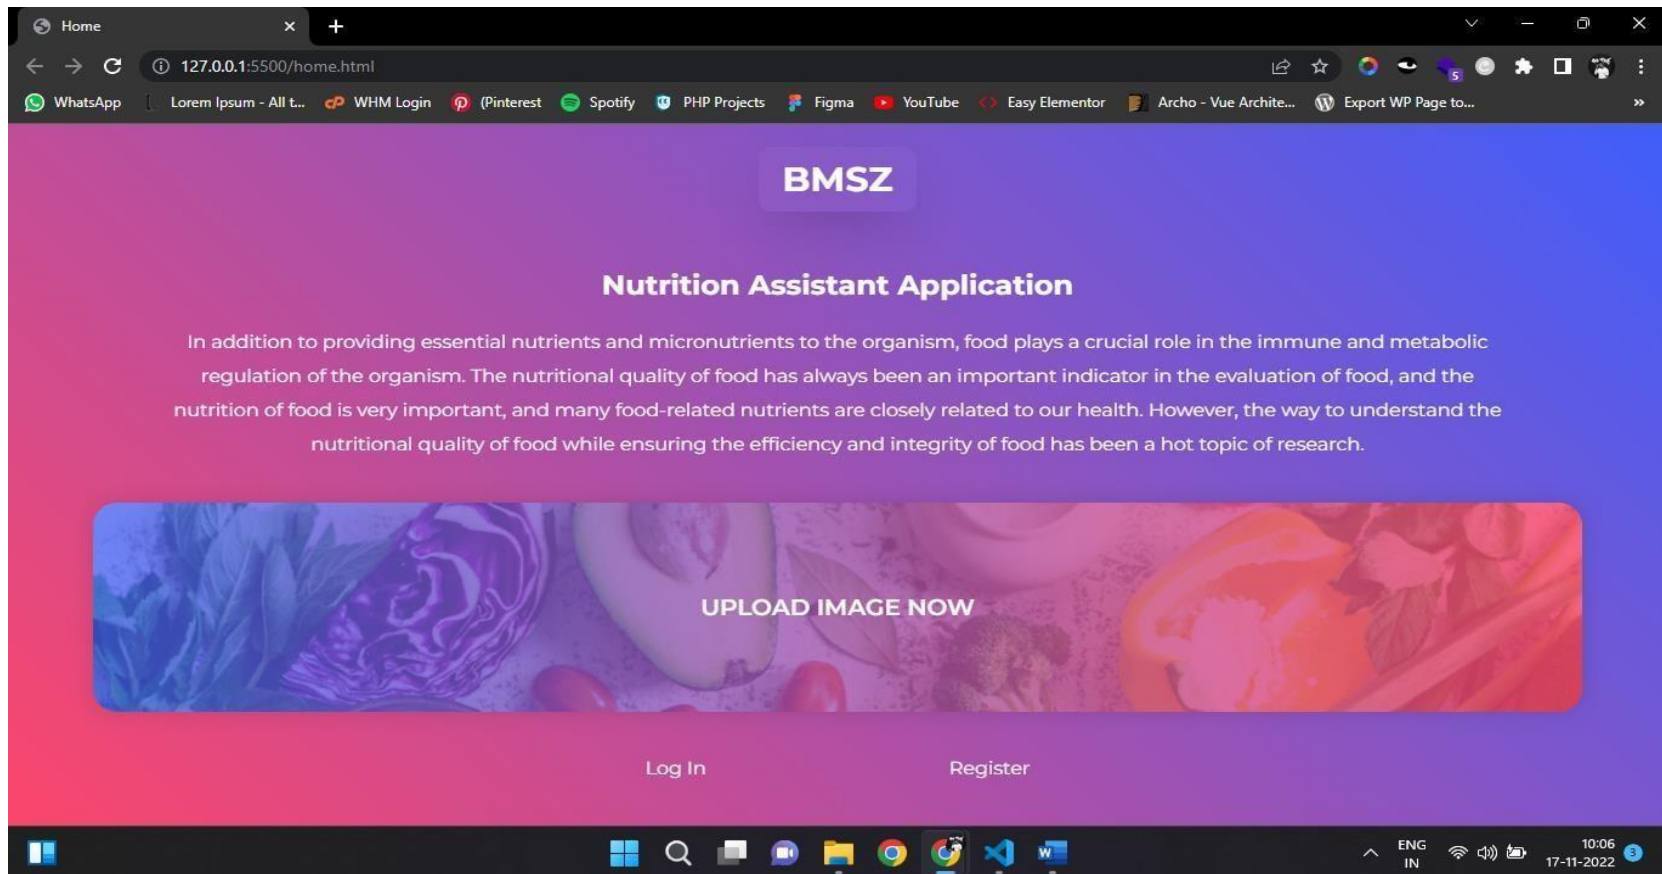 Home
127.0.0.1:5500/home.html
WhatsApp Lorem Ipsum - All t... WHM Login (Pinterest Spotify PHP Projects Figma YouTube Easy Elementor Archo - Vue Archite... Export WP Page to... »
BMSZ
Nutrition Assistant Application
In addition to providing essential nutrients and micronutrients to the organism, food plays a crucial role in the immune and metabolic
regulation of the organism. The nutritional quality of food has always been an important indicator in the evaluation of food, and the
nutrition of food is very important, and many food-related nutrients are closely related to our health. However, the way to understand the
nutritional quality of food while ensuring the efficiency and integrity of food has been a hot topic of research.
UPLOAD IMAGE NOW
Log In Register
ENG 10:06
IN 17-11-2022 3